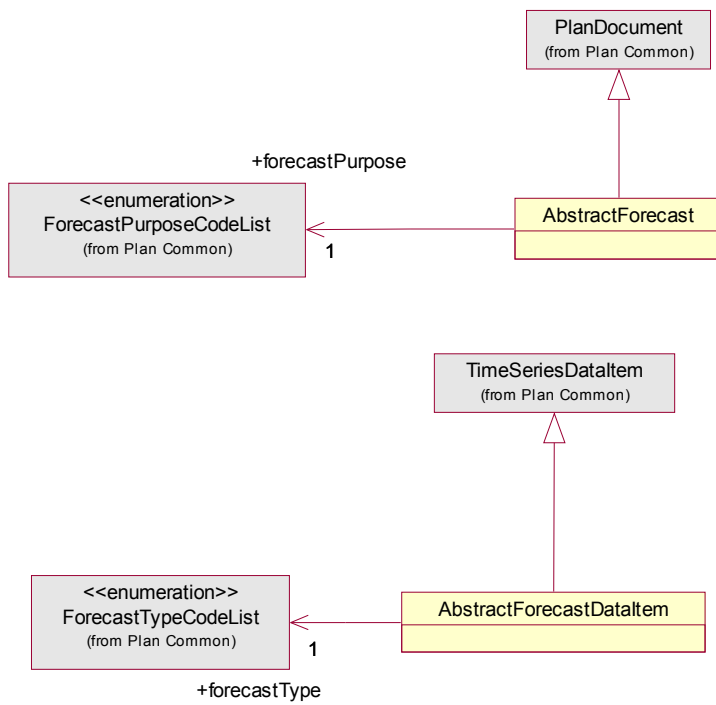 PlanDocument
(from Plan Common)
+forecastPurpose
<<enumeration>>
ForecastPurposeCodeList
(from Plan Common)
1
AbstractForecast
TimeSeriesDataItem
(from Plan Common)
<<enumeration>>
ForecastTypeCodeList
(from Plan Common)
1
AbstractForecastDataItem
+forecastType